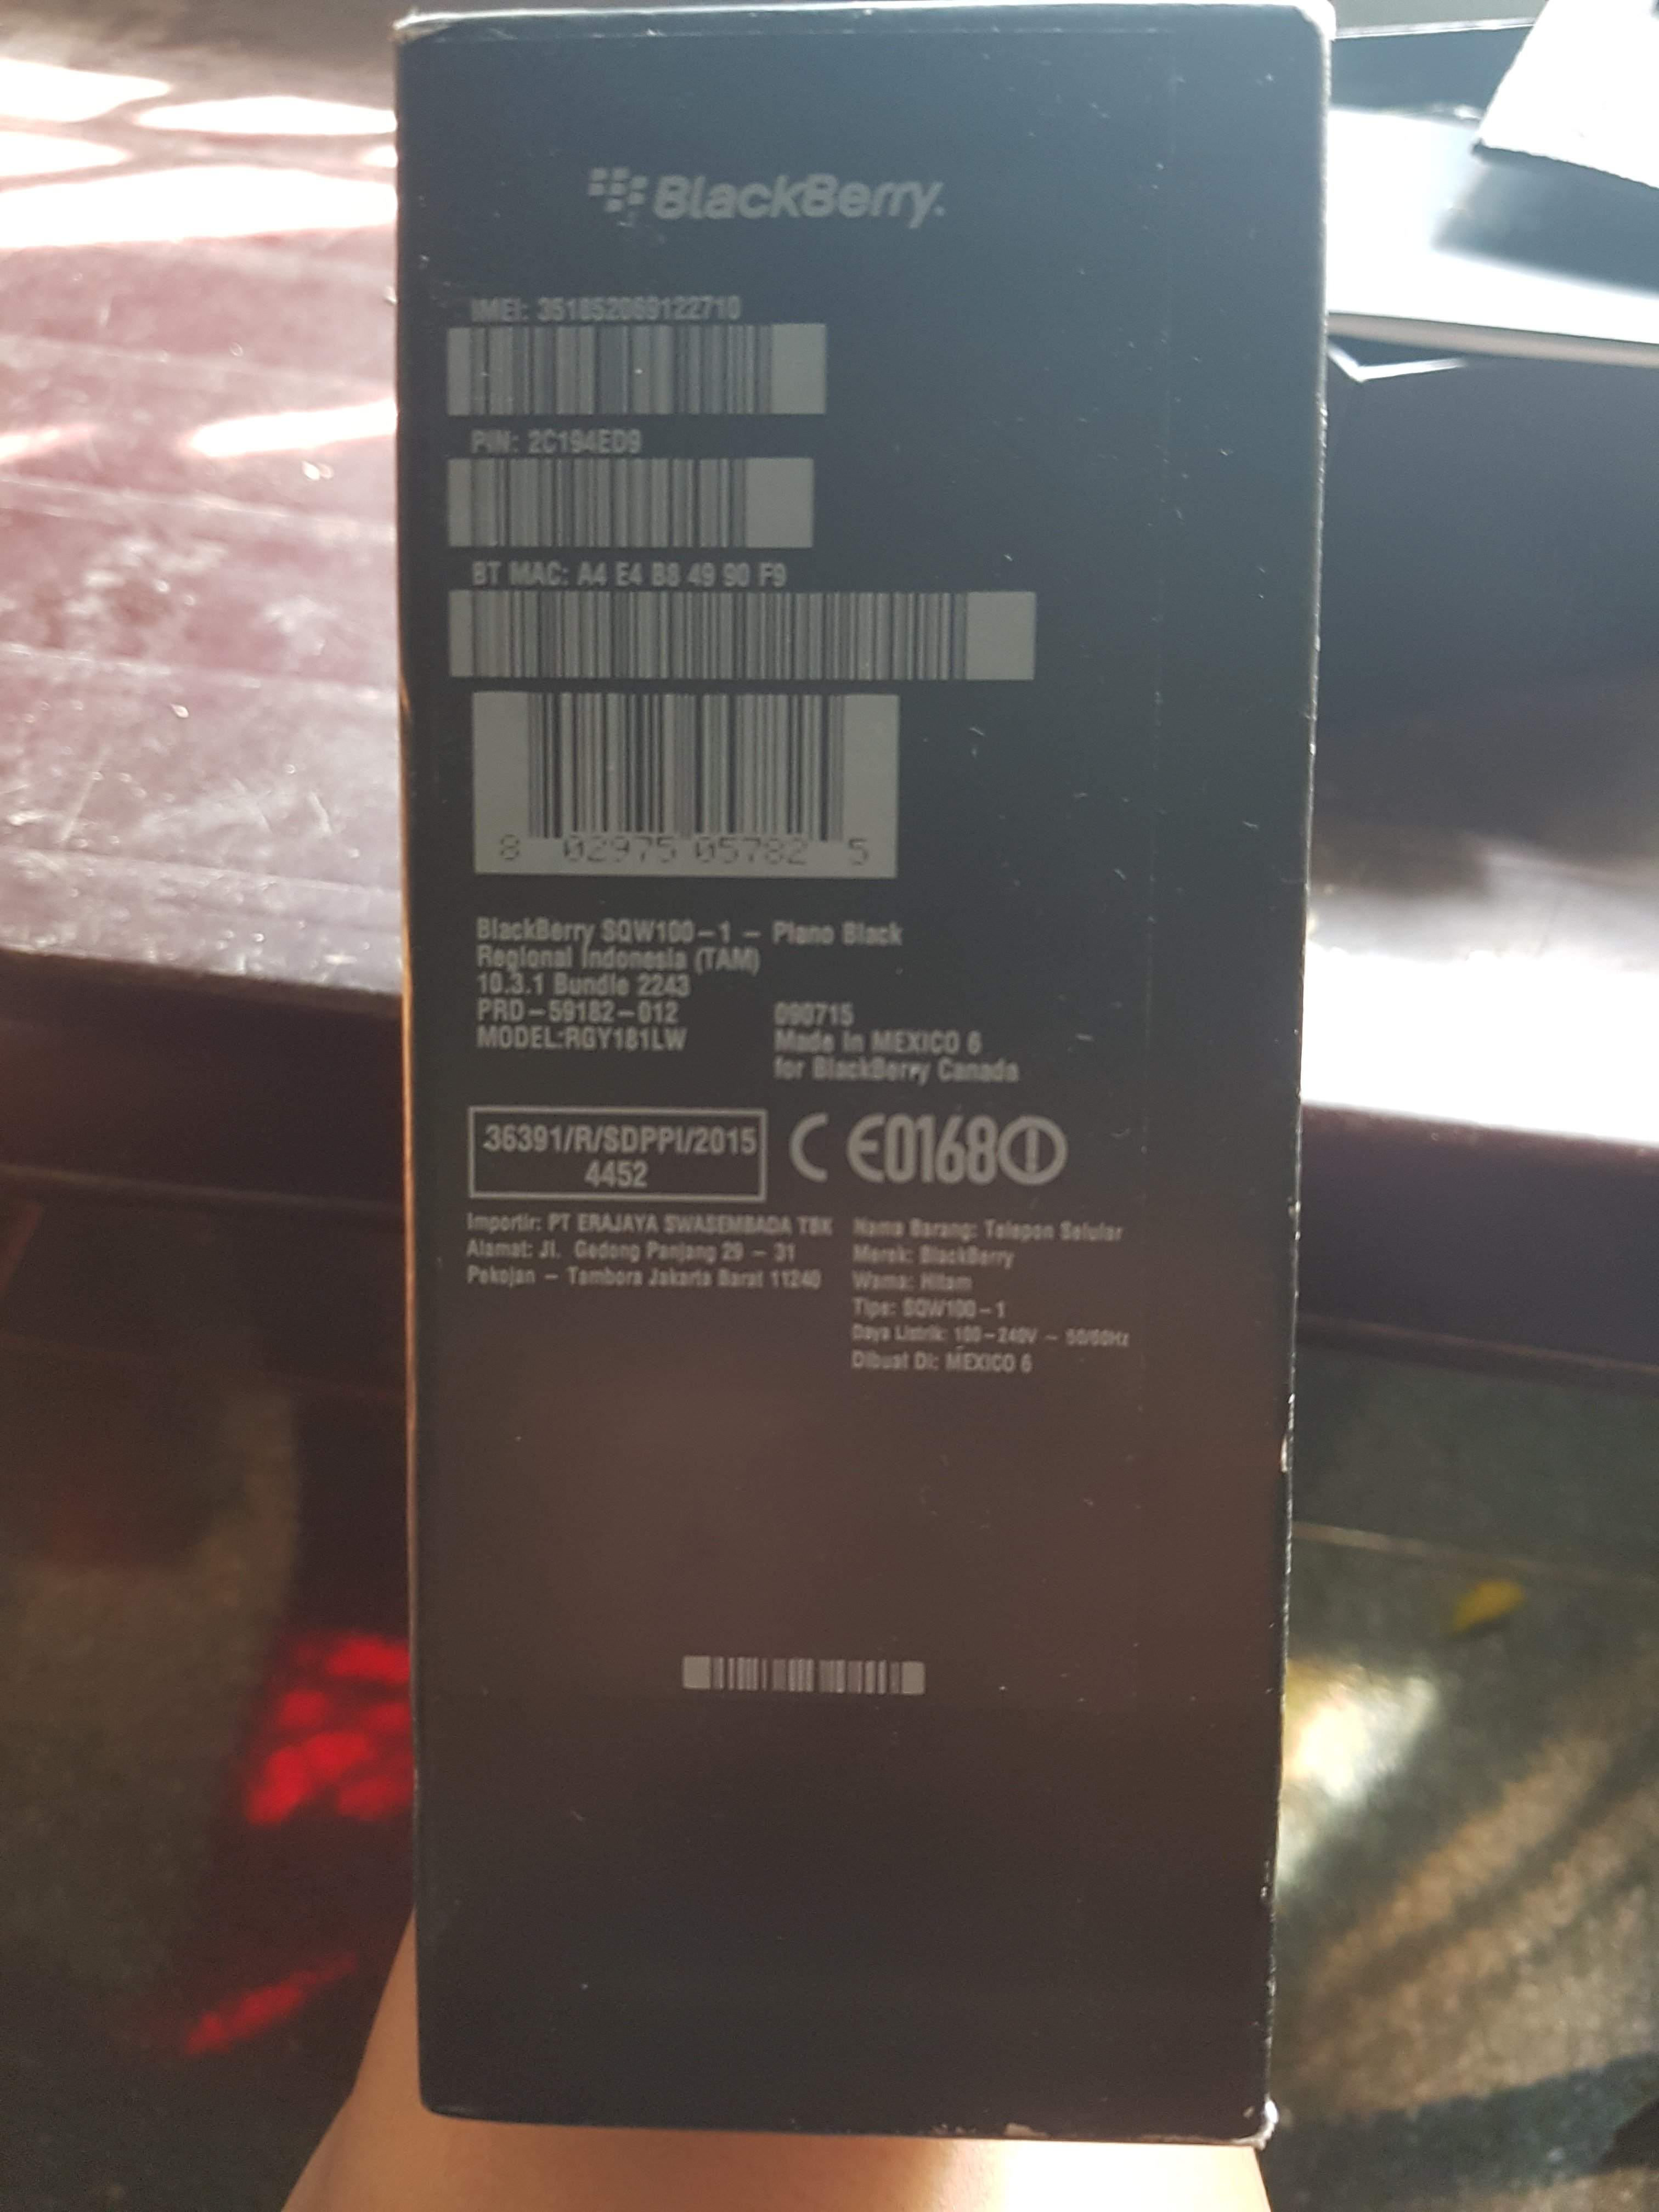 BlackBerry.
IMEI: 351852069122710
PIN: 2C194ED9
BT MAC: A4 E4 B8 49 90 F9
8 02975 05782 5
BlackBerry SQW100-1 - Plano Black
Regional Indonesia (TAM)
10.3.1 Bundle 2243
PRD-59182-012
MODEL:RGY181LW
090715
Made In MEXICO 6
for BlackBerry Canada
36391/R/SDPPI/2015
4452
CE0168
Importir: PT ERAJAYA SWASEMBADA TBK
Alamat: Jl. Gedong Panjang 29 - 31
Pekojan - Tambora Jakarta Barat 11240
Nama Barang: Telepon Selular
Merek: BlackBerry
Warna: Hitam
Tipe: SQW100-1
Daya Listrik: 100-240V ~ 50/60Hz
Dibuat Di: MEXICO 6